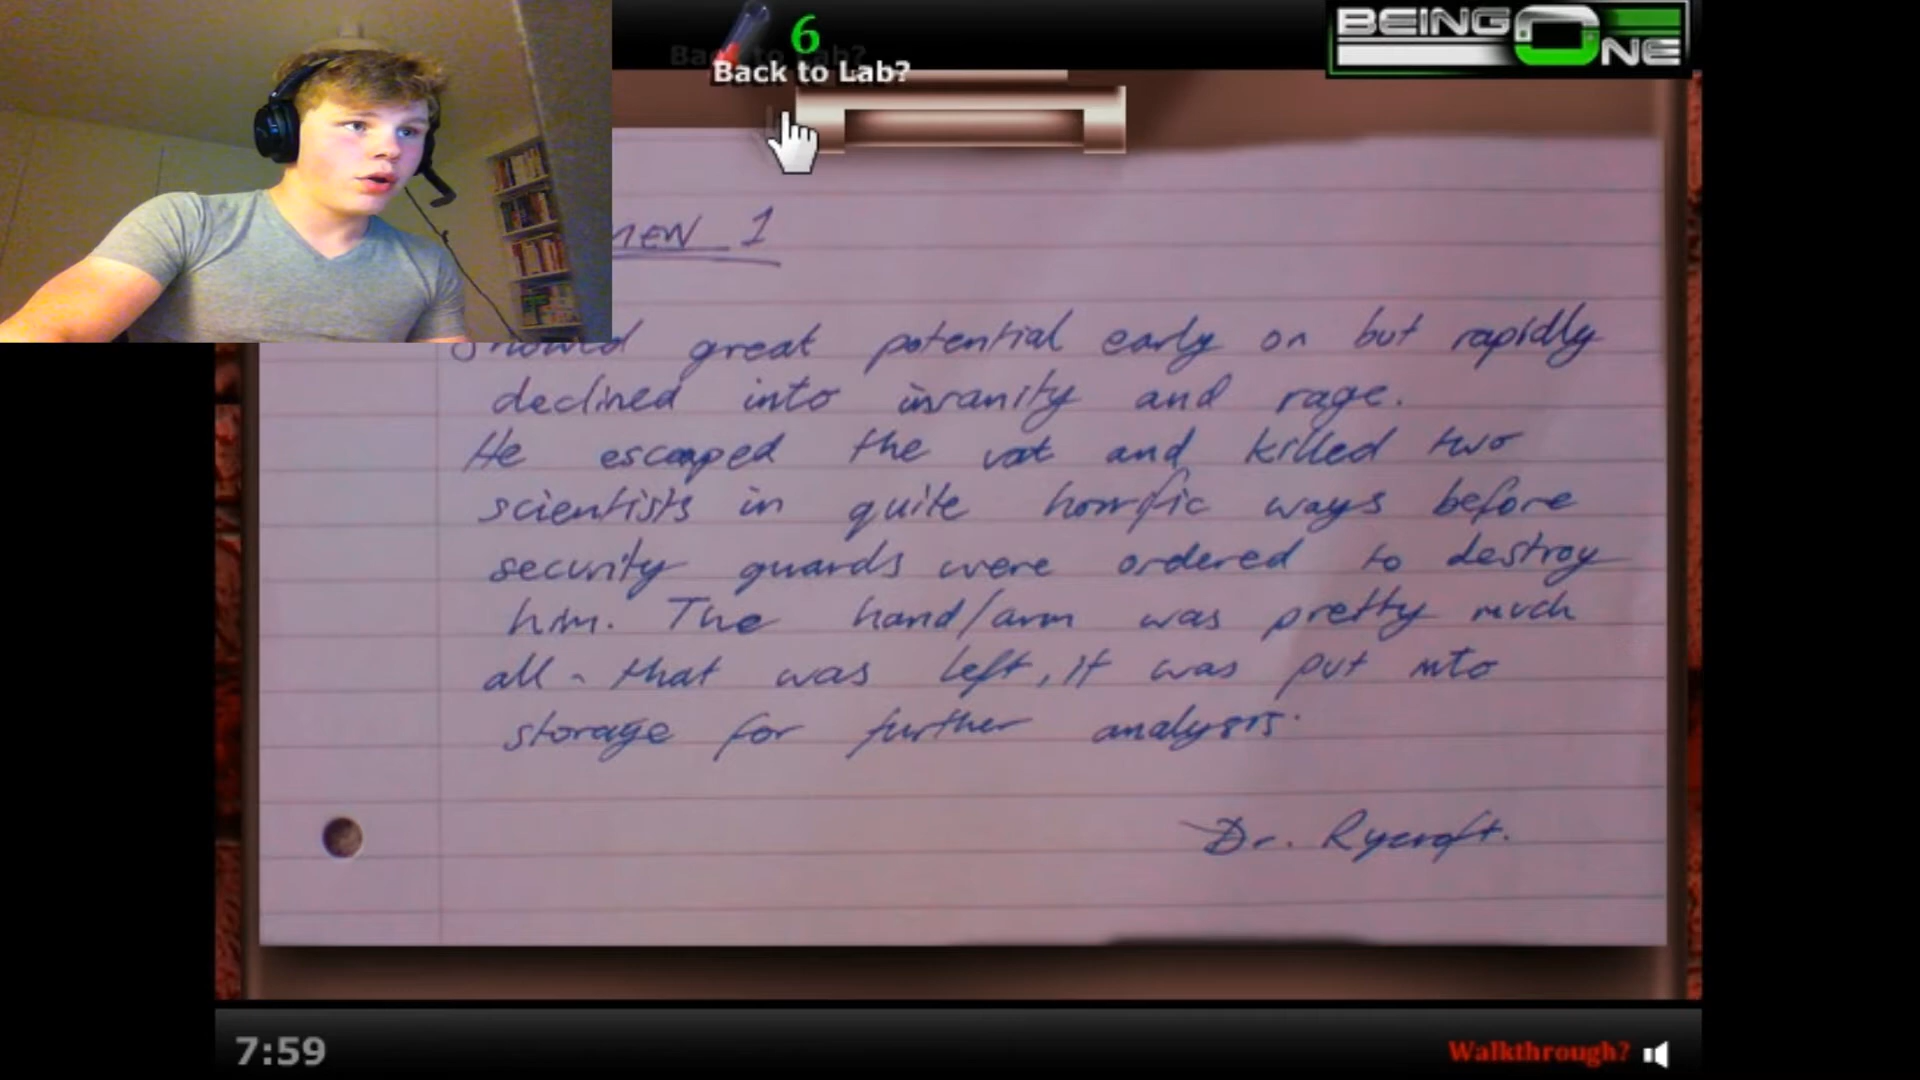 6
Back to Lab?
BEING ONE
1
Showed great potential early on but rapidly
declined into insanity and rage.
He escaped the vat and killed two
scientists in quite horrific ways before
security guards were ordered to destroy
him. The hand/arm was pretty much
all - that was left, it was put into
storage for further analysis.
Dr. Rycroft.
7:59
Walkthrough?